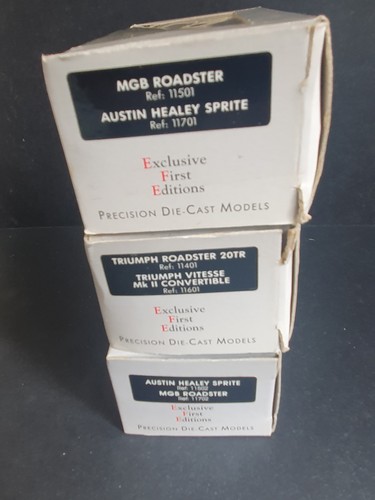 MGB ROADSTER
Ref: 11501
AUSTIN HEALEY SPRITE
Ref: 11701
Exclusive
First
Editions
PRECISION DIE-CAST MODELS
TRIUMPH ROADSTER 20TR
Ref: 11401
TRIUMPH VITESSE
Mk II CONVERTIBLE
Ref: 11601
Exclusive
First
Editions
PRECISION DIE-CAST MODELS
AUSTIN HEALEY SPRITE
Ref:
MGB ROADSTER
Ref:
Exclusive
First
Editions
PRECISION DIE-CAST MODELS